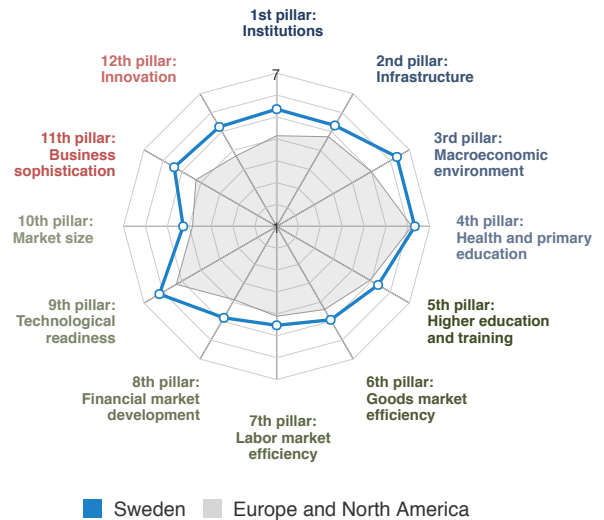 1st pillar:
Institutions
2nd pillar:
Infrastructure
3rd pillar:
Macroeconomic
environment
4th pillar:
Health and primary
education
5th pillar:
Higher education
and training
6th pillar:
Goods market
efficiency
7th pillar:
Labor market
efficiency
8th pillar:
Financial market
development
9th pillar:
Technological
readiness
10th pillar:
Market size
11th pillar:
Business
sophistication
12th pillar:
Innovation
7
1
Sweden
Europe and North America